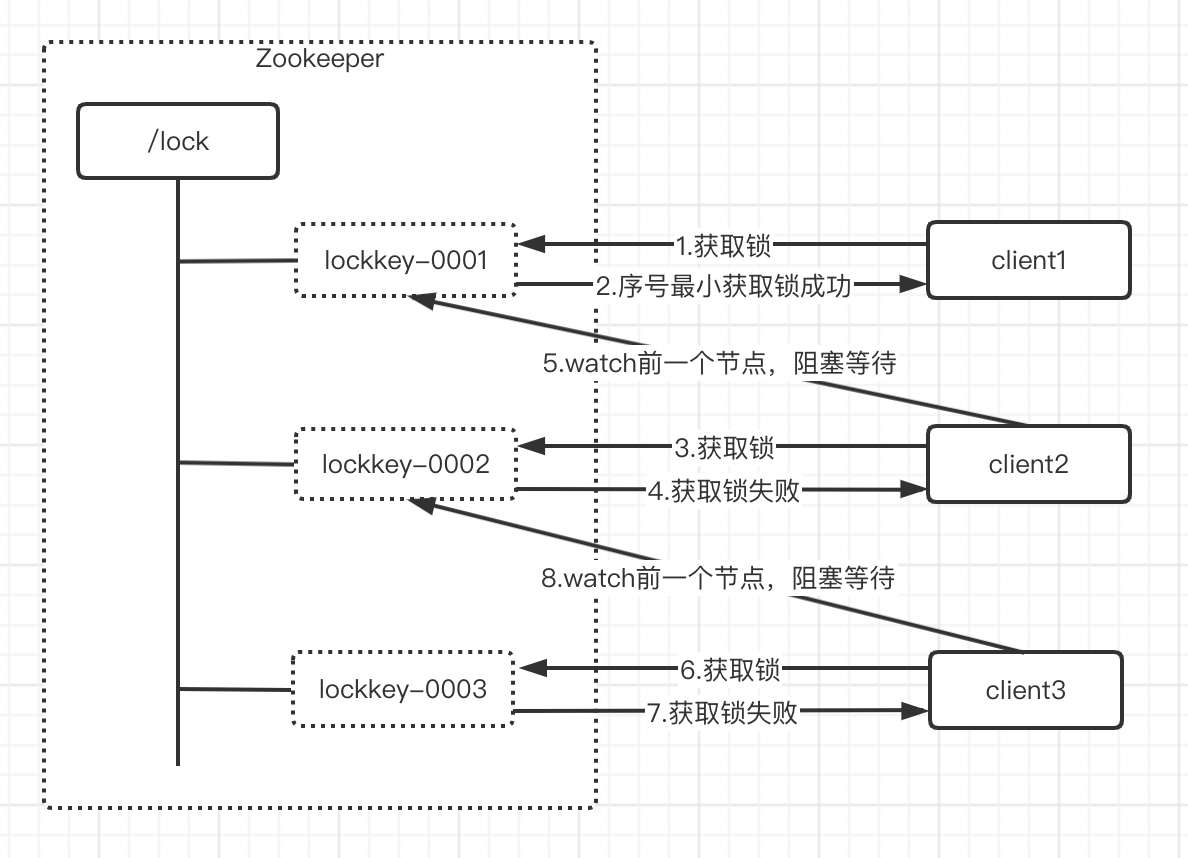 Zookeeper
/lock
lockkey-0001
1.获取锁
client1
2.序号最小获取锁成功
5.watch前一个节点，阻塞等待
lockkey-0002
3.获取锁
client2
4.获取锁失败
8.watch前一个节点，阻塞等待
lockkey-0003
6.获取锁
client3
7.获取锁失败